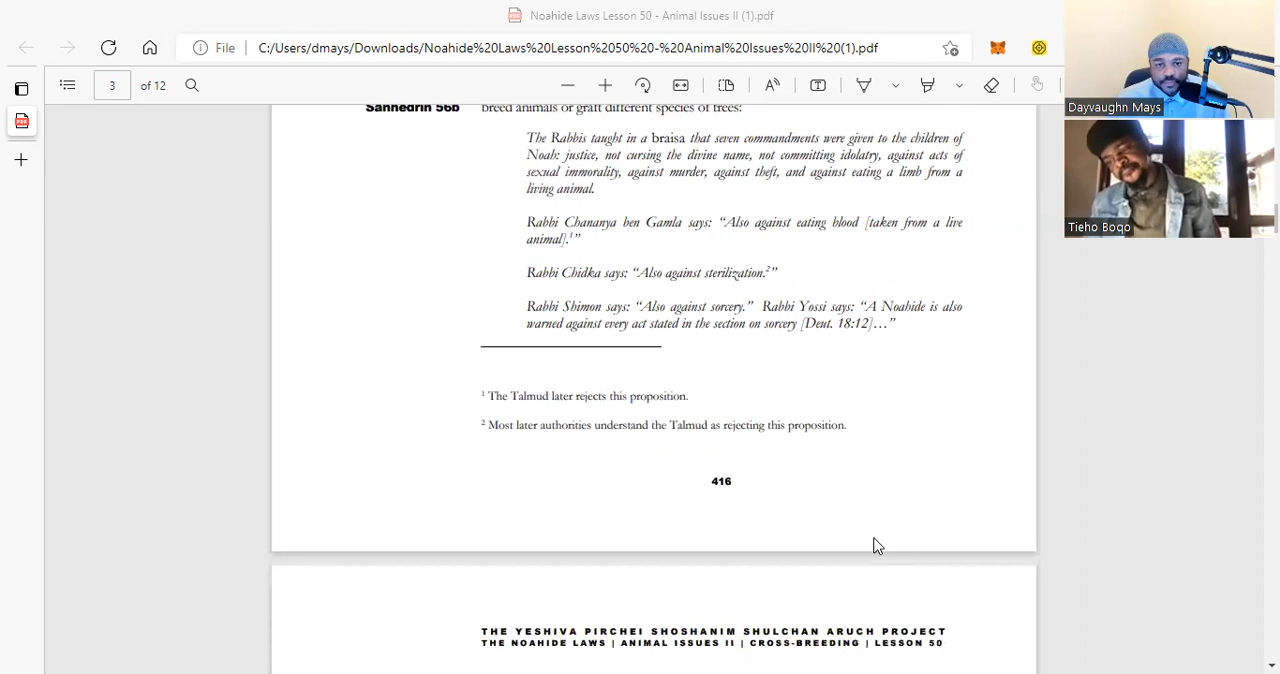 Noahide Laws Lesson 50 - Animal Issues II (1).pdf
File
C:/Users/dmays/Downloads/Noahide%20Laws%20Lesson%2050%20-%20Animal%20Issues%20II%20(1).pdf
3 of 12
Dayvaughn Mays
Tieho Boqo
Sanhedrin 56b
breed animals or graft different species of trees:
The Rabbis taught in a braisa that seven commandments were given to the children of
Noah: justice, not cursing the divine name, not committing idolatry, against acts of
sexual immorality, against murder, against theft, and against eating a limb from a
living animal.
Rabbi Chananya ben Gamla says: “Also against eating blood [taken from a live
animal].1”
Rabbi Chidka says: “Also against sterilization.2”
Rabbi Shimon says: “Also against sorcery.” Rabbi Yossi says: “A Noahide is also
warned against every act stated in the section on sorcery [Deut. 18:12]…”
1 The Talmud later rejects this proposition.
2 Most later authorities understand the Talmud as rejecting this proposition.
416
THE YESHIVA PIRCHEI SHOSHANIM SHULCHAN ARUCH PROJECT
THE NOAHIDE LAWS | ANIMAL ISSUES II | CROSS-BREEDING | LESSON 50